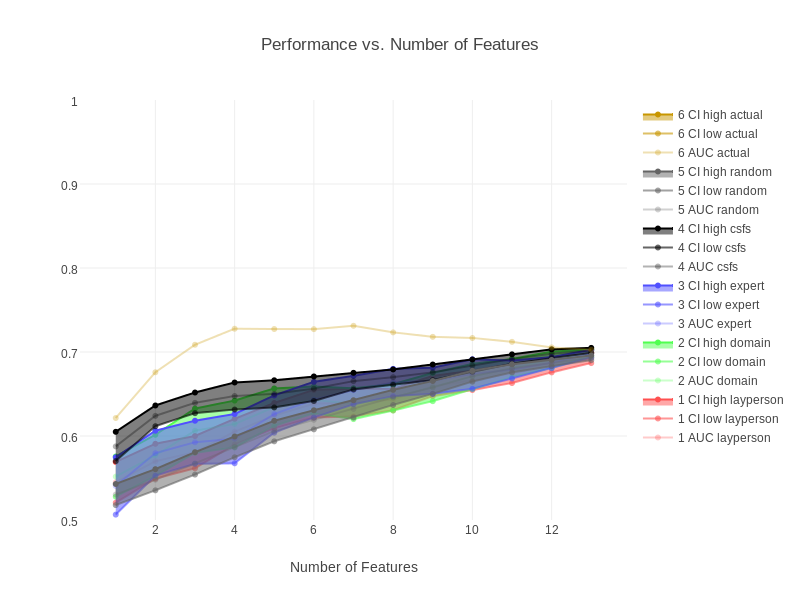 Performance vs. Number of Features
1
0.9
0.8
0.7
0.6
0.5
2
4
6
8
10
12
Number of Features
6 CI high actual
6 CI low actual
6 AUC actual
5 CI high random
5 CI low random
5 AUC random
4 CI high csfs
4 CI low csfs
4 AUC csfs
3 CI high expert
3 CI low expert
3 AUC expert
2 CI high domain
2 CI low domain
2 AUC domain
1 CI high layperson
1 CI low layperson
1 AUC layperson